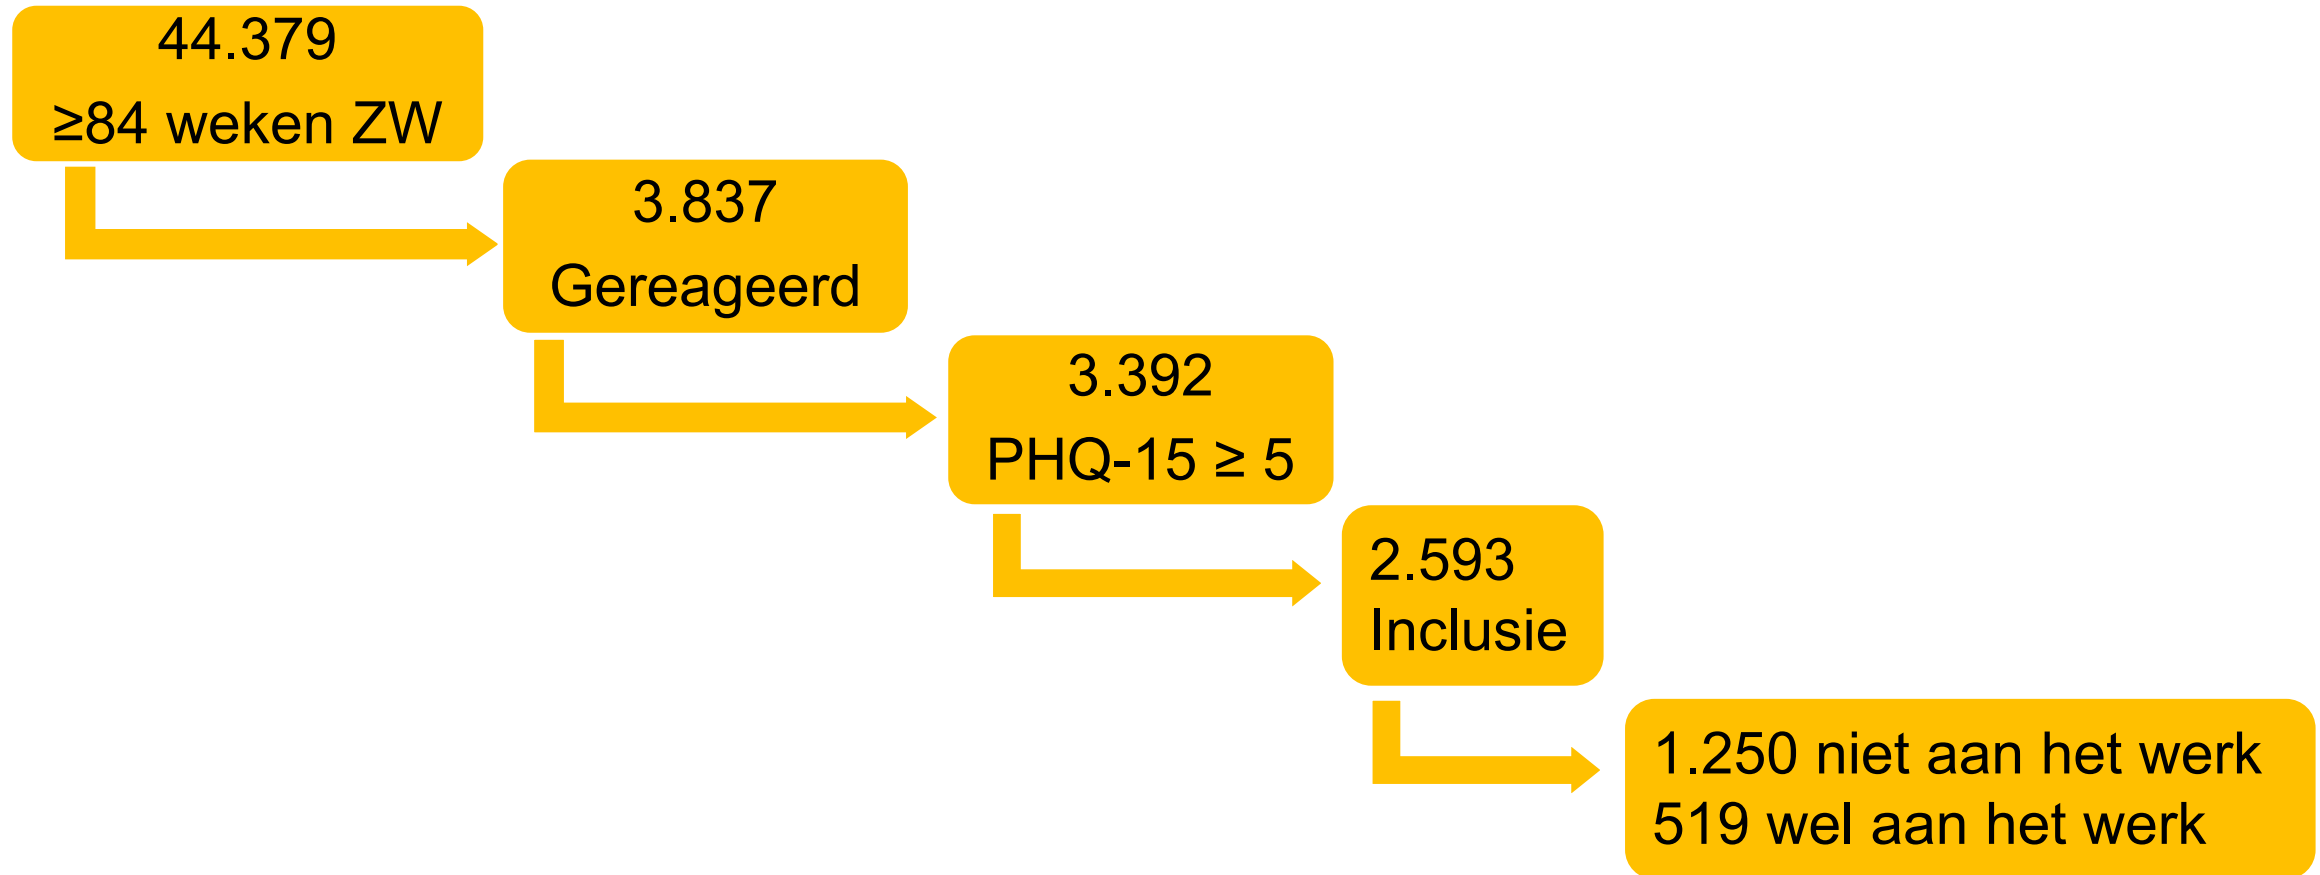 44.379
≥84 weken ZW
3.837
Gereageerd
3.392
PHQ-15 ≥ 5
2.593
Inclusie
1.250 niet aan het werk
519 wel aan het werk